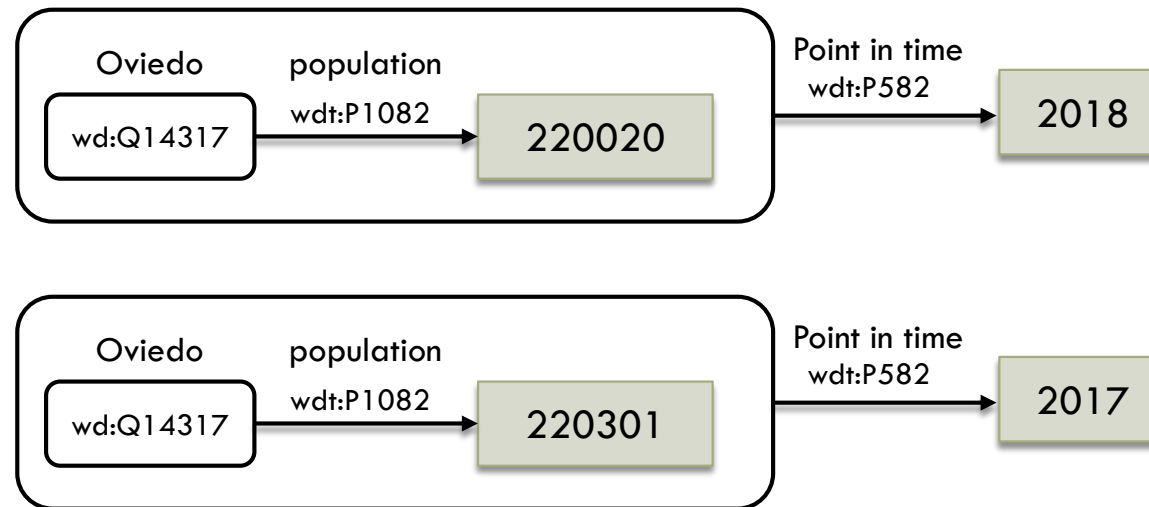 Oviedo
population
wdt:P1082
wd:Q14317
220020
Point in time
wdt:P582
2018
Oviedo
population
wdt:P1082
wd:Q14317
220301
Point in time
wdt:P582
2017